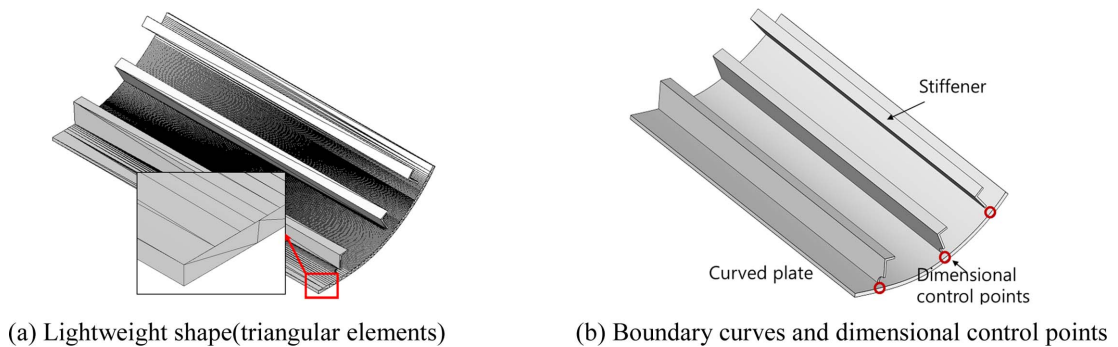 Stiffener
Curved plate
Dimensional
control points
(a) Lightweight shape(triangular elements)
(b) Boundary curves and dimensional control points